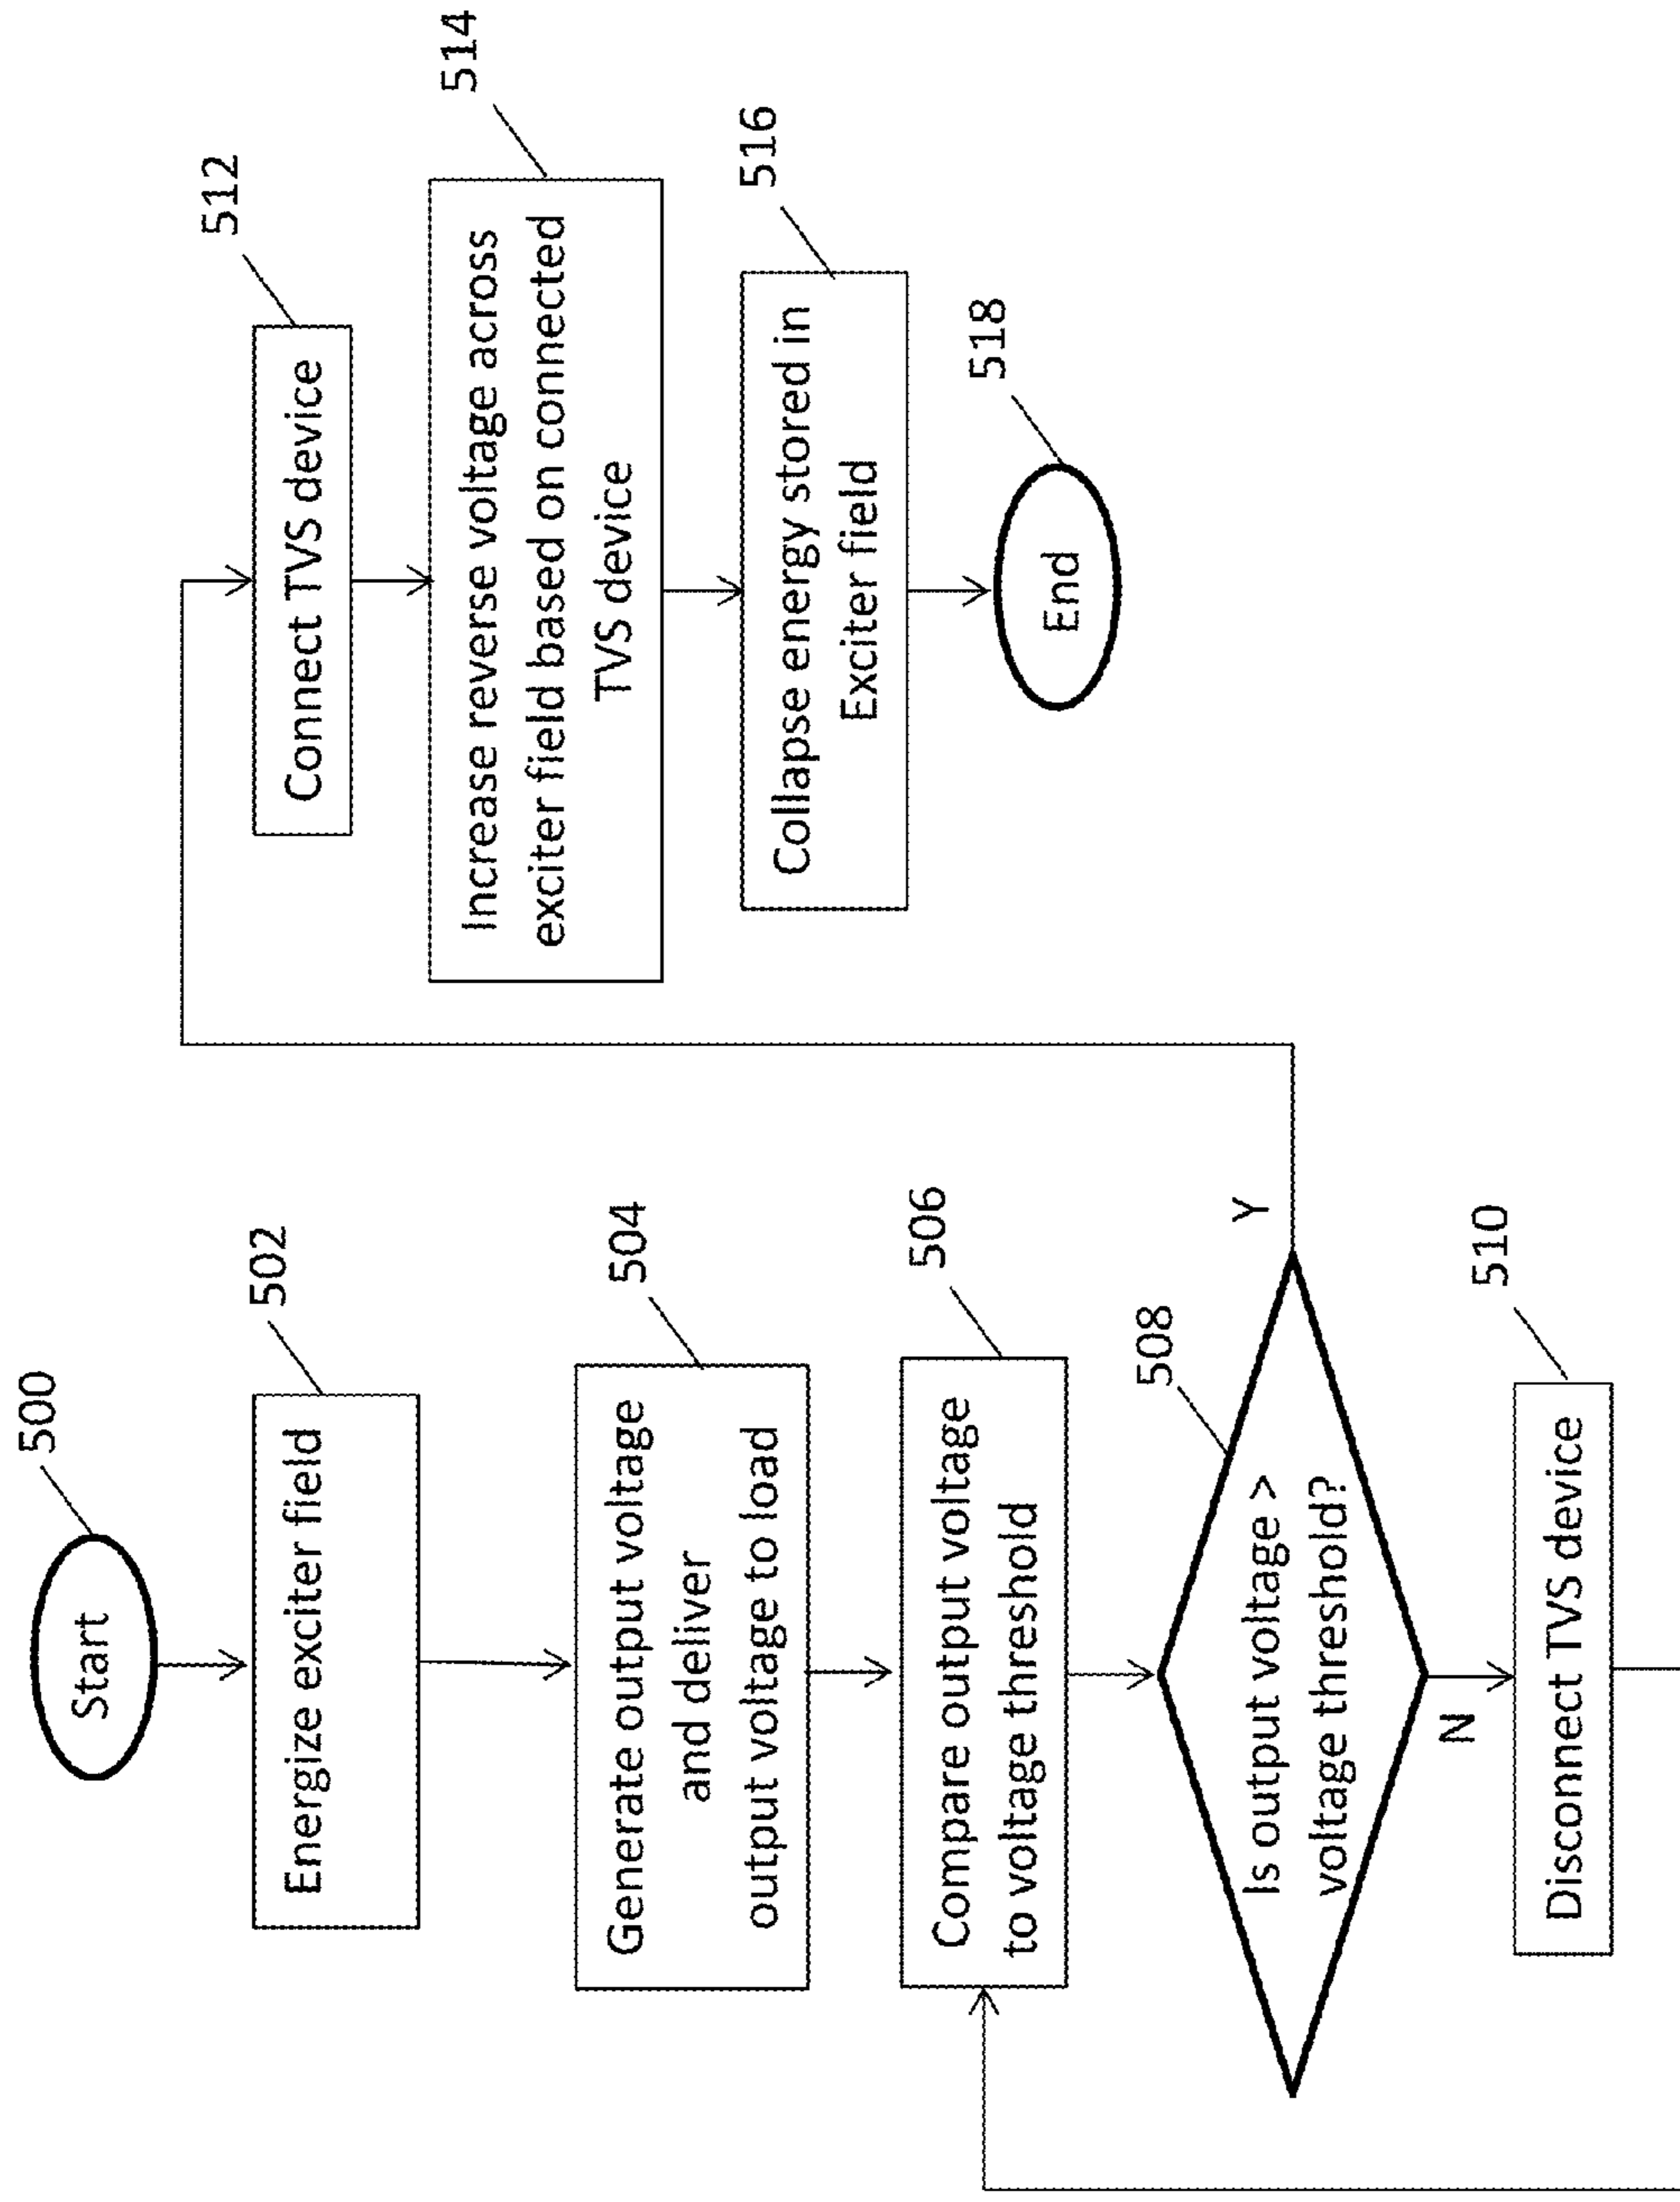 500
Start
502
Energize exciter field
504
Generate output voltage
and deliver
output voltage to load
506
Compare output voltage
to voltage threshold
508
Is output voltage >
voltage threshold?
Y
N
510
Disconnect TVS device
512
Connect TVS device
514
Increase reverse voltage across
exciter field based on connected
TVS device
516
Collapse energy stored in
Exciter field
518
End